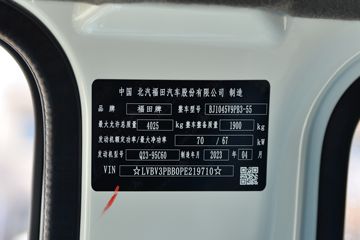 中国 北汽福田汽车股份有限公司 制造
品牌 福田牌 整车型号 BJ1045V9PB3-55
最大允许总质量 4025 kg 整车整备质量 1900 kg
发动机额定功率/最大净功率 70 / 67 kW
发动机型号 Q23-95C60 制造年月 2023 年 04 月
VIN ☆LVBV3PBB0PE219710☆